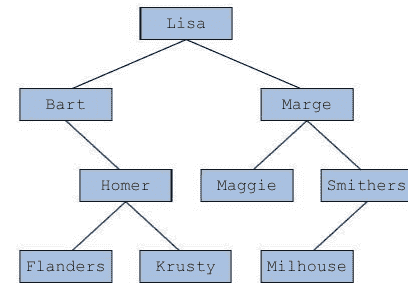 Lisa
Bart
Marge
Homer
Maggie
Smithers
Flanders
Krusty
Milhouse